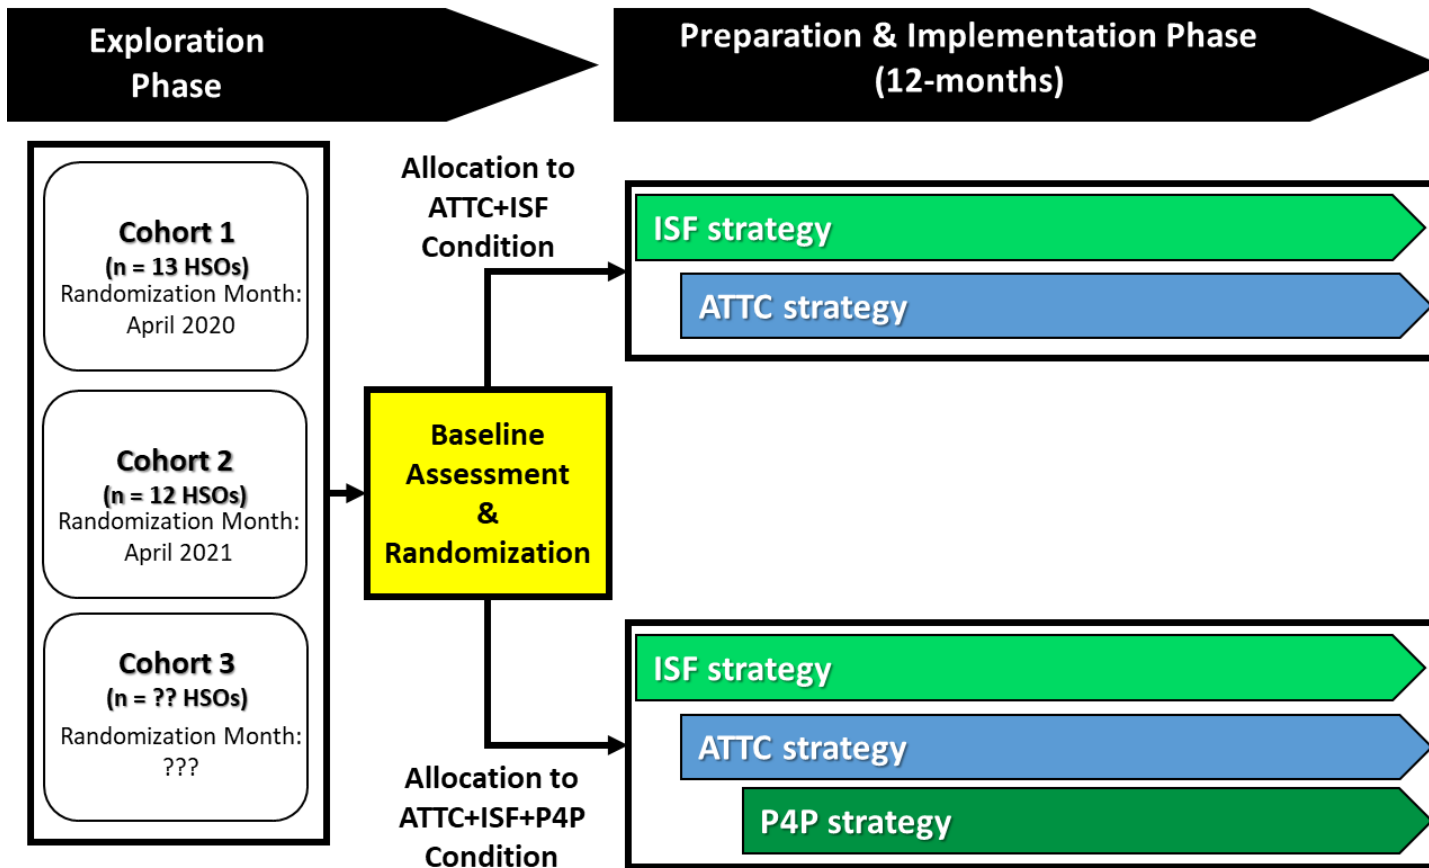 Exploration
Phase
Preparation & Implementation Phase
(12-months)
Cohort 1
(n = 13 HSOs)
Randomization Month:
April 2020
Cohort 2
(n = 12 HSOs)
Randomization Month:
April 2021
Cohort 3
(n = ?? HSOs)
Randomization Month:
???
Baseline
Assessment
&
Randomization
Allocation to
ATTC+ISF
Condition
ISF strategy
ATTC strategy
Allocation to
ATTC+ISF+P4P
Condition
ISF strategy
ATTC strategy
P4P strategy